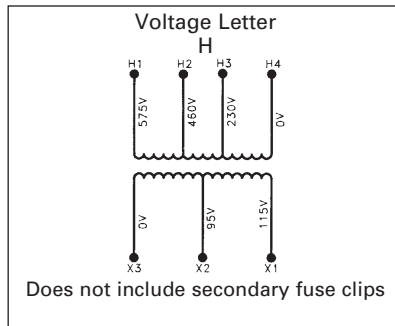 Voltage Letter
H
H1 H2 H3 H4
575V 460V 230V 0V
0V 95V 115V
X3 X2 X1
Does not include secondary fuse clips